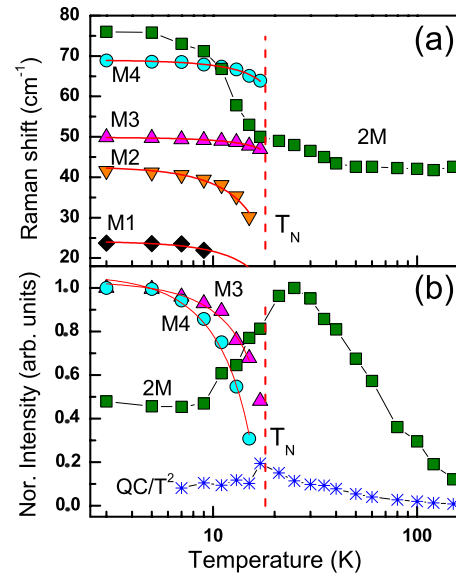 (a)
80
70
60
50
40
30
20
Raman shift (cm⁻¹)
M4
M3
M2
M1
2M
T_N
(b)
1.0
0.8
0.6
0.4
0.2
0.0
Nor. Intensity (arb. units)
M3
M4
2M
T_N
QC/T²
10
100
Temperature (K)